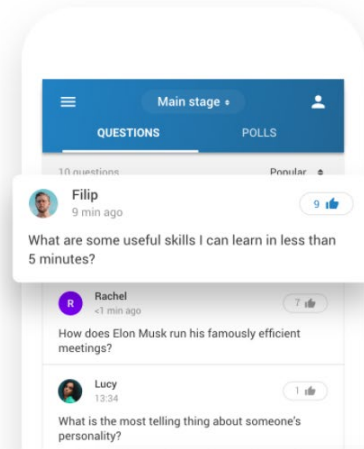 Main stage
QUESTIONS POLLS
10 questions Popular
Filip
9 min ago
9
What are some useful skills I can learn in less than
5 minutes?
R
Rachel
<1 min ago
7
How does Elon Musk run his famously efficient
meetings?
Lucy
13:34
1
What is the most telling thing about someone's
personality?